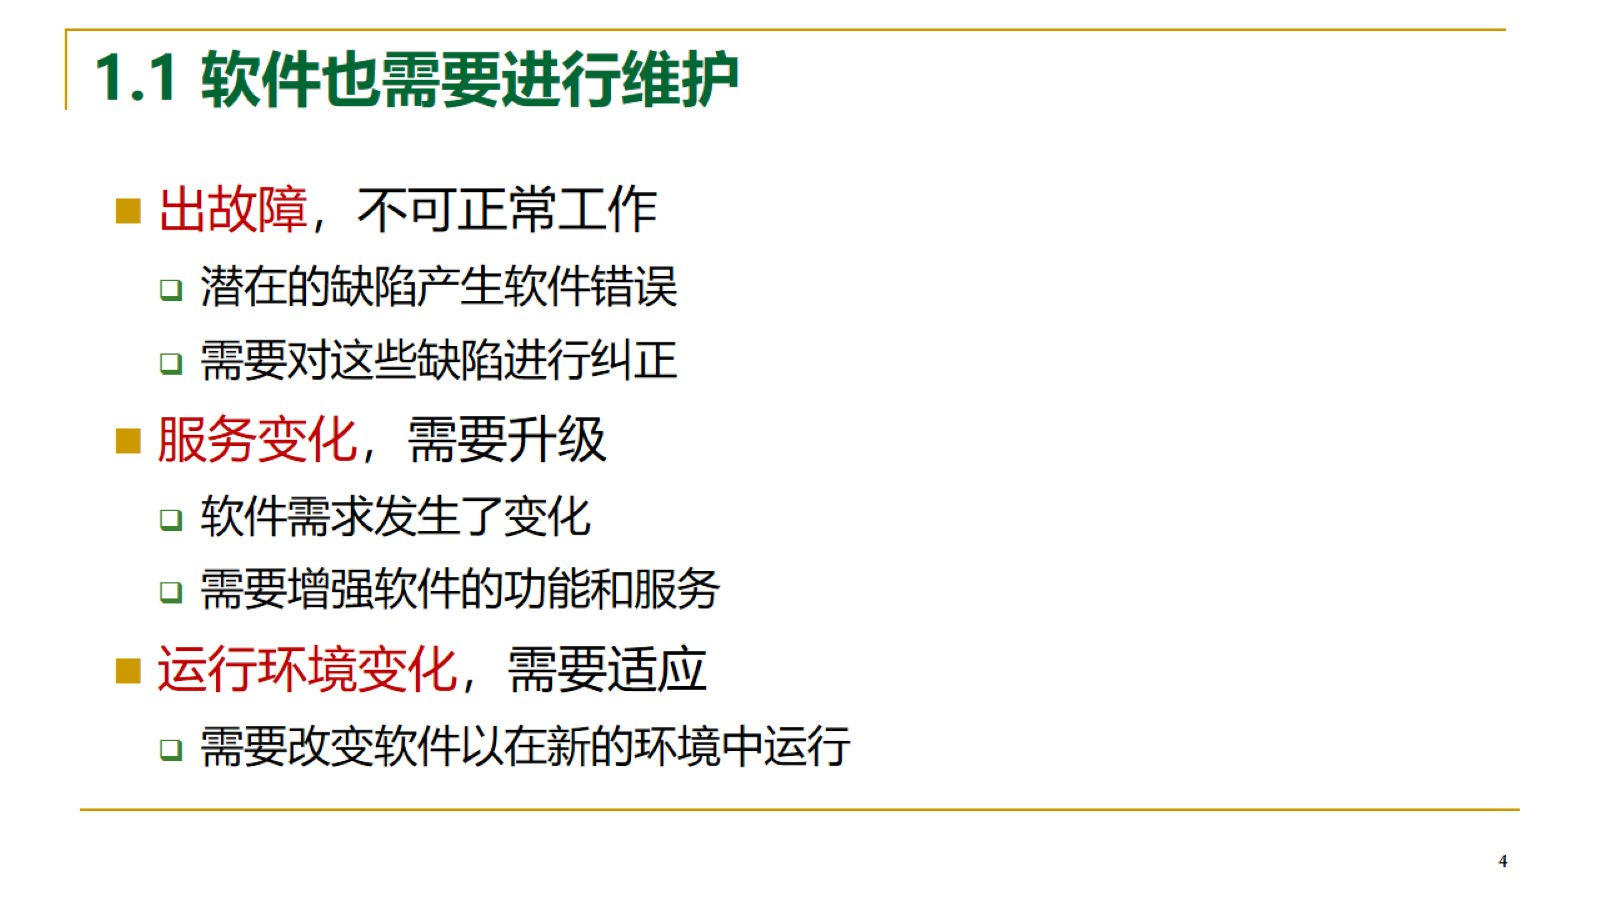 1.1 软件也需要进行维护
出故障，不可正常工作
潜在的缺陷产生软件错误
需要对这些缺陷进行纠正
服务变化，需要升级
软件需求发生了变化
需要增强软件的功能和服务
运行环境变化，需要适应
需要改变软件以在新的环境中运行
4